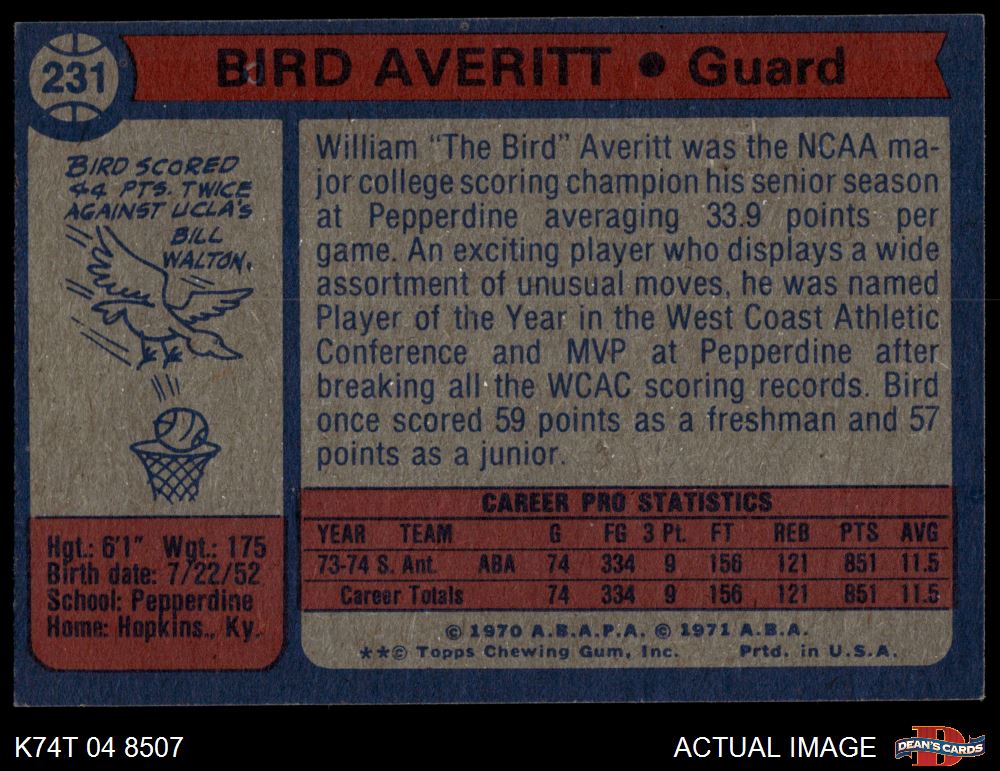 231
BIRD AVERITT • Guard
BIRD SCORED
44 PTS. TWICE
AGAINST UCLA'S
BILL
WALTON.
William “The Bird” Averitt was the NCAA ma-
jor college scoring champion his senior season
at Pepperdine averaging 33.9 points per
game. An exciting player who displays a wide
assortment of unusual moves, he was named
Player of the Year in the West Coast Athletic
Conference and MVP at Pepperdine after
breaking all the WCAC scoring records. Bird
once scored 59 points as a freshman and 57
points as a junior.
Hgt.: 6'1" Wgt.: 175
Birth date: 7/22/52
School: Pepperdine
Home: Hopkins., Ky.
CAREER PRO STATISTICS
YEAR TEAM G FG 3 Pt. FT REB PTS AVG
73-74 S. Ant. ABA 74 334 9 156 121 851 11.5
Career Totals 74 334 9 156 121 851 11.5
© 1970 A.B.A.P.A. © 1971 A.B.A.
**© Topps Chewing Gum, Inc. Prtd. in U.S.A.
K74T 04 8507
ACTUAL IMAGE
DEAN'S CARDS